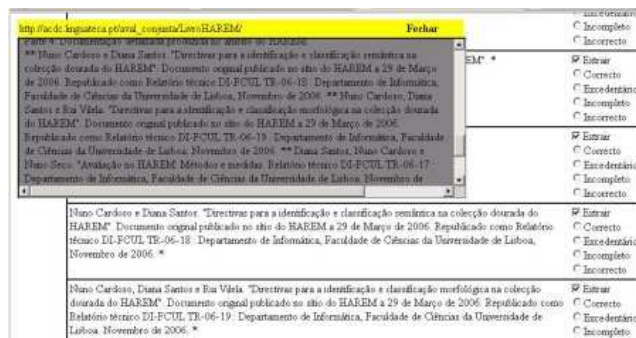 http://acdc.linguateca.pt/aval_conjunta/LivroHAREM/ Fechar
Parte 4: Documentação detalhada produzida no âmbito do HAREM.
** Nuno Cardoso e Diana Santos. "Directivas para a identificação e classificação semântica na
colecção dourada do HAREM". Documento original publicado no sítio do HAREM a 29 de Março
de 2006. Republicado como Relatório técnico DI-FCUL TR-06-18. Departamento de Informática,
Faculdade de Ciências da Universidade de Lisboa, Novembro de 2006. ** Nuno Cardoso, Diana
Santos e Rui Vilela. "Directivas para a identificação e classificação morfológica na colecção dourada
do HAREM". Documento original publicado no sítio do HAREM a 29 de Março de 2006.
Republicado como Relatório técnico DI-FCUL TR-06-19. Departamento de Informática, Faculdade
de Ciências da Universidade de Lisboa, Novembro de 2006. ** Diana Santos, Nuno Cardoso e
Nuno Seco. "Avaliação no HAREM: Métodos e medidas. Relatório técnico DI-FCUL TR-06-17.
Departamento de Informática, Faculdade de Ciências da Universidade de Lisboa, Novembro de
Incompleto
Incorrecto
EM". *
Extrair
Correcto
Excedentário
Incompleto
Incorrecto
Extrair
Correcto
Excedentário
Incompleto
Incorrecto
Nuno Cardoso e Diana Santos. "Directivas para a identificação e classificação semântica na colecção dourada do
HAREM". Documento original publicado no sítio do HAREM a 29 de Março de 2006. Republicado como Relatório
técnico DI-FCUL TR-06-18. Departamento de Informática, Faculdade de Ciências da Universidade de Lisboa,
Novembro de 2006. *
Extrair
Correcto
Excedentário
Incompleto
Incorrecto
Nuno Cardoso, Diana Santos e Rui Vilela. "Directivas para a identificação e classificação morfológica na colecção
dourada do HAREM". Documento original publicado no sítio do HAREM a 29 de Março de 2006. Republicado como
Relatório técnico DI-FCUL TR-06-19. Departamento de Informática, Faculdade de Ciências da Universidade de
Lisboa, Novembro de 2006. *
Extrair
Correcto
Excedentário
Incompleto